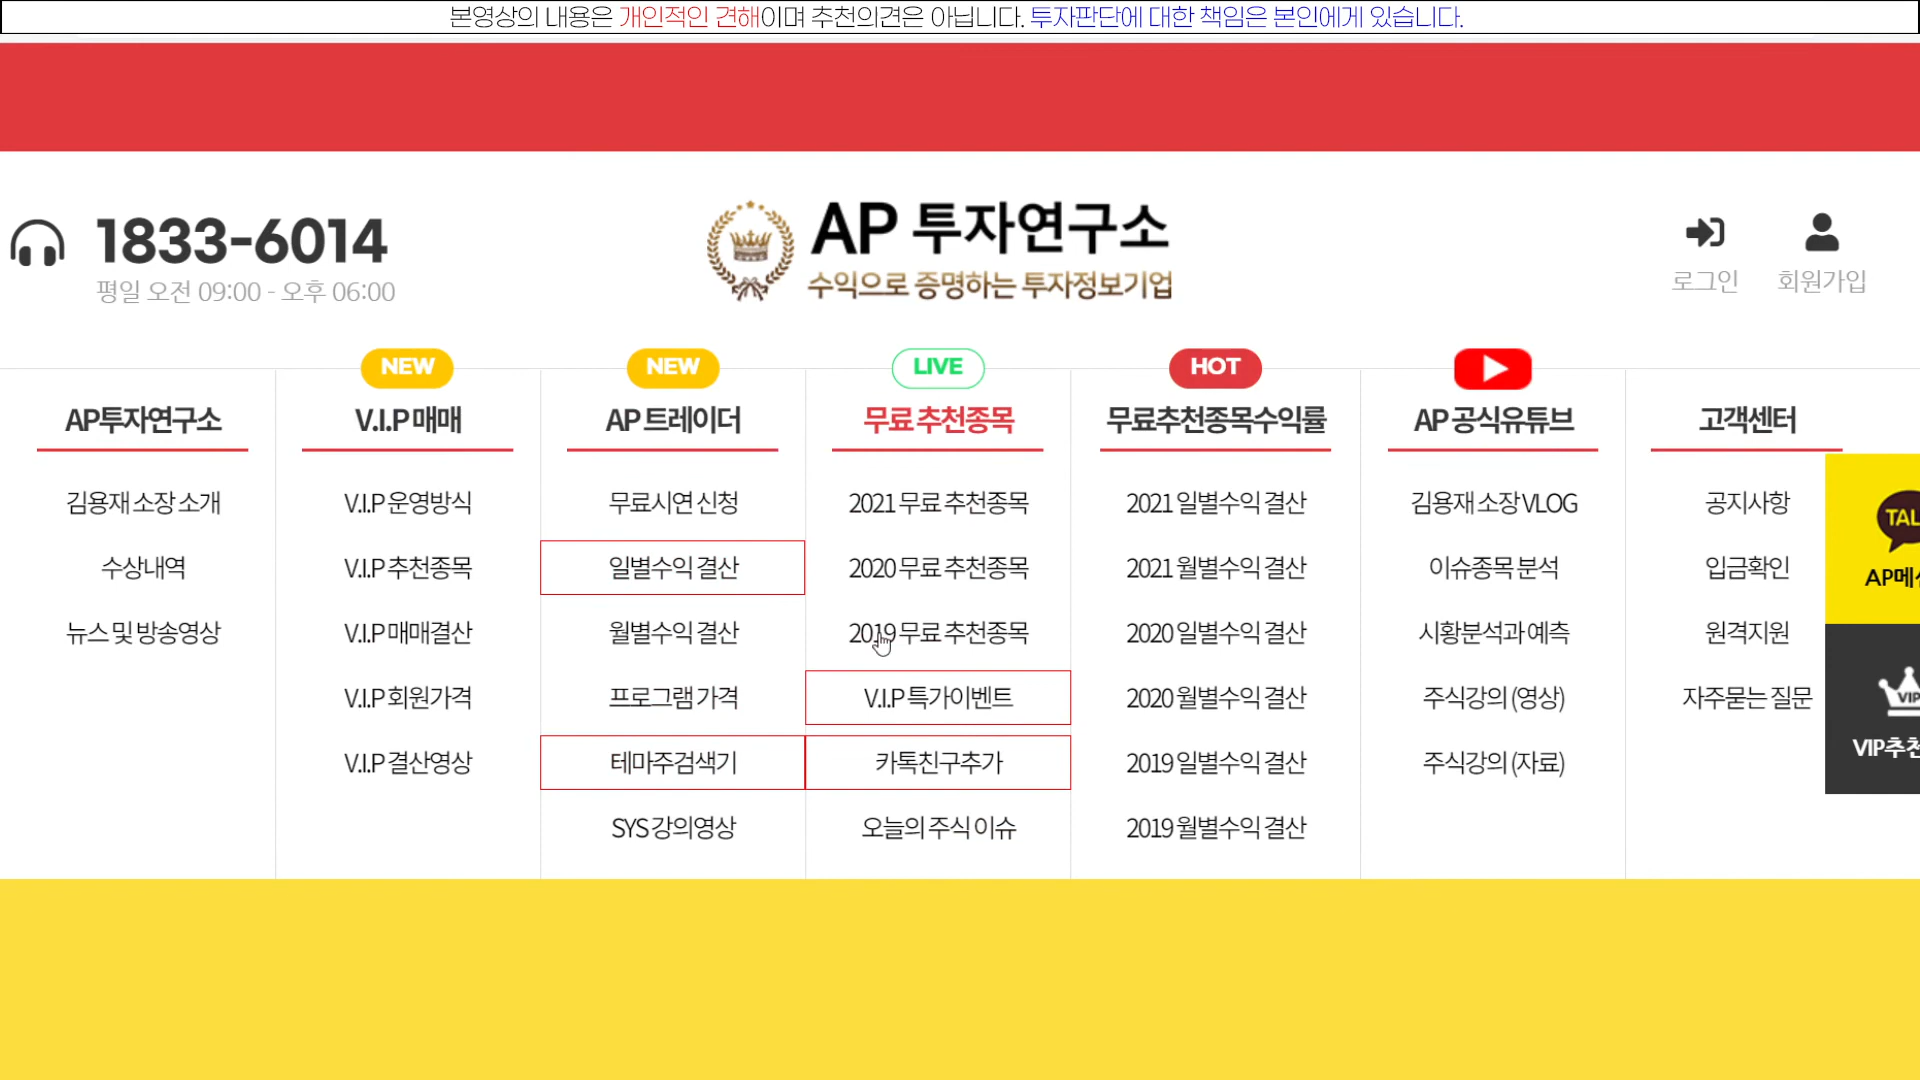 본영상의 내용은 개인적인 견해이며 추천의견은 아닙니다. 투자판단에 대한 책임은 본인에게 있습니다.
1833-6014
평일 오전 09:00 - 오후 06:00
AP 투자연구소
수익으로 증명하는 투자정보기업
로그인
회원가입
NEW
NEW
LIVE
HOT
AP투자연구소
김용재 소장 소개
수상내역
뉴스 및 방송영상
V.I.P 매매
V.I.P 운영방식
V.I.P 추천종목
V.I.P 매매결산
V.I.P 회원가격
V.I.P 결산영상
AP 트레이더
무료시연 신청
일별수익 결산
월별수익 결산
프로그램 가격
테마주검색기
SYS 강의영상
무료 추천종목
2021 무료 추천종목
2020 무료 추천종목
2019 무료 추천종목
V.I.P 특가이벤트
카톡친구추가
오늘의 주식 이슈
무료추천종목수익률
2021 일별수익 결산
2021 월별수익 결산
2020 일별수익 결산
2020 월별수익 결산
2019 일별수익 결산
2019 월별수익 결산
AP 공식유튜브
김용재 소장 VLOG
이슈종목 분석
시황분석과 예측
주식강의 (영상)
주식강의 (자료)
고객센터
공지사항
입금확인
원격지원
자주묻는 질문
TAL
AP메
VIP
VIP추천